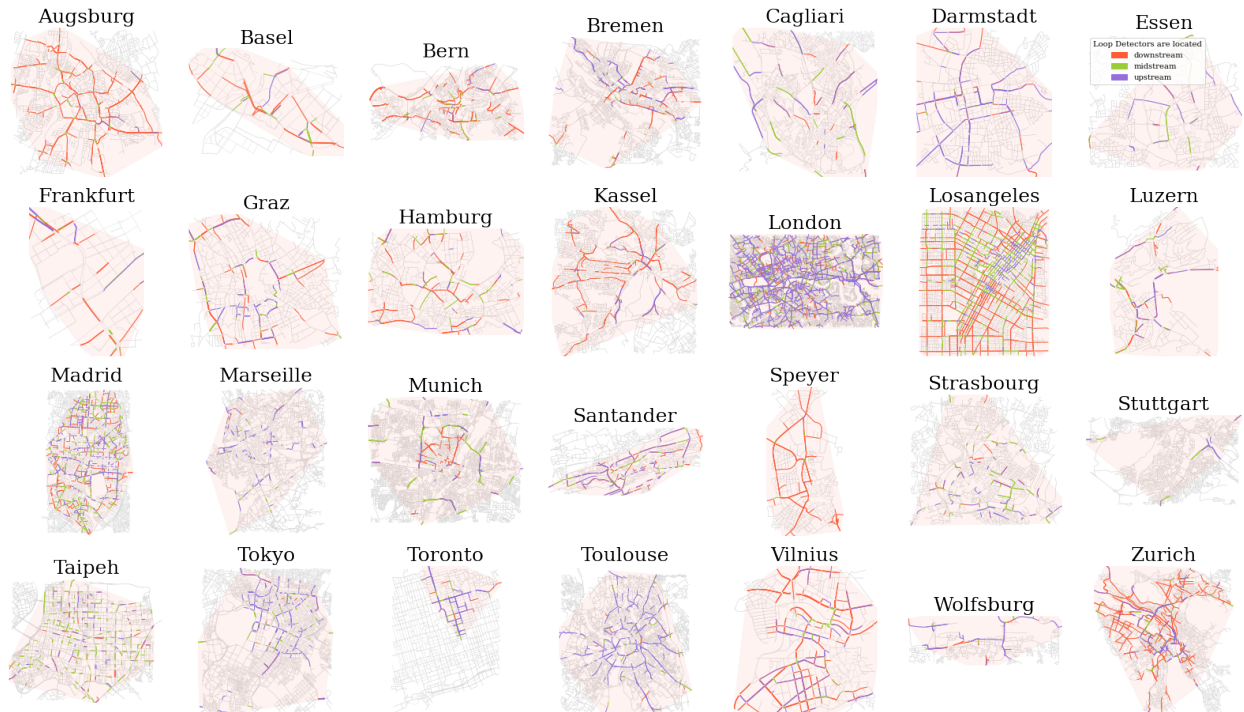 Augsburg
Basel
Bern
Bremen
Cagliari
Darmstadt
Essen
Loop Detectors are located
downstream
midstream
upstream
Frankfurt
Graz
Hamburg
Kassel
London
Losangeles
Luzern
Madrid
Marseille
Munich
Santander
Speyer
Strasbourg
Stuttgart
Taipeh
Tokyo
Toronto
Toulouse
Vilnius
Wolfsburg
Zurich